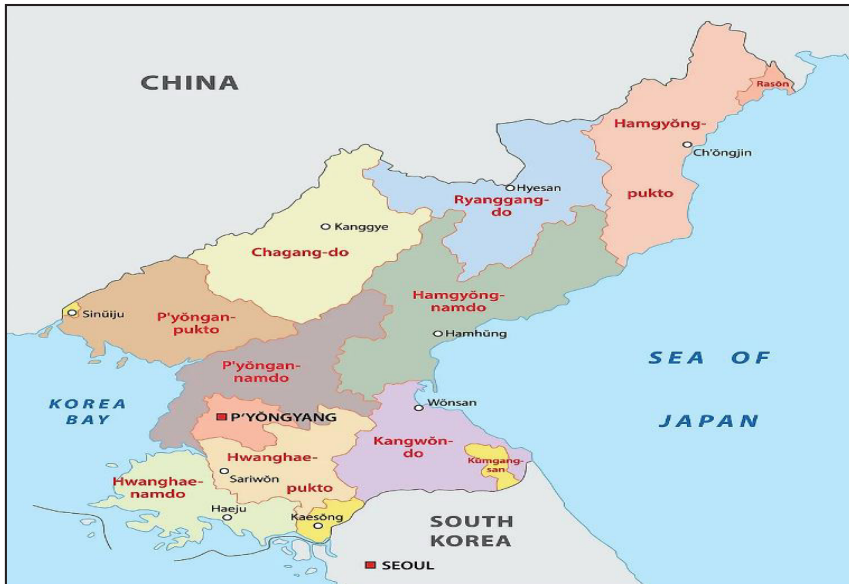 CHINA
Rasŏn
Hamgyŏng-
pukto
Ch'ŏngjin
Hyesan
Ryanggang-
do
Kanggye
Chagang-do
Hamgyŏng-
namdo
Hamhŭng
Sinŭiju
P'yŏngan-
pukto
P'yŏngan-
namdo
SEA OF
JAPAN
KOREA
BAY
P'YŎNGYANG
Wŏnsan
Kangwŏn-
do
Kŭmgang-
san
Hwanghae-
pukto
Sariwŏn
Hwanghae-
namdo
Haeju
Kaesŏng
SOUTH
KOREA
SEOUL